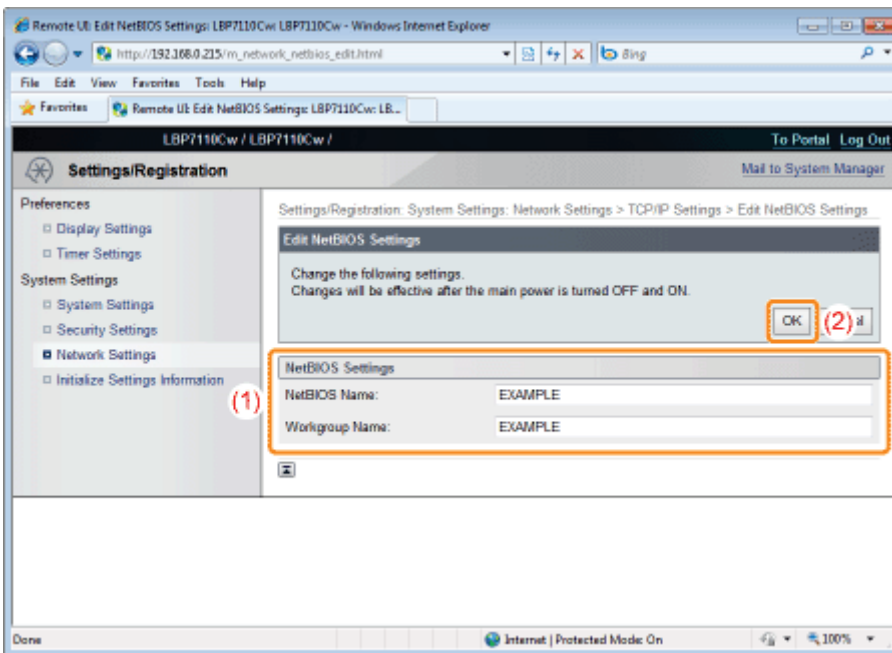 Remote UI: Edit NetBIOS Settings: LBP7110Cw: LBP7110Cw - Windows Internet Explorer
http://192.168.0.215/m_network_netbios_edit.html
Bing
File Edit View Favorites Tools Help
Favorites
Remote UI: Edit NetBIOS Settings: LBP7110Cw: LB...
LBP7110Cw / LBP7110Cw /
To Portal Log Out
Settings/Registration
Mail to System Manager
Preferences
Display Settings
Timer Settings
System Settings
System Settings
Security Settings
Network Settings
Initialize Settings Information
Settings/Registration: System Settings: Network Settings > TCP/IP Settings > Edit NetBIOS Settings
Edit NetBIOS Settings
Change the following settings.
Changes will be effective after the main power is turned OFF and ON.
OK
(2)
(1)
NetBIOS Settings
NetBIOS Name: EXAMPLE
Workgroup Name: EXAMPLE
Done
Internet | Protected Mode: On
100%